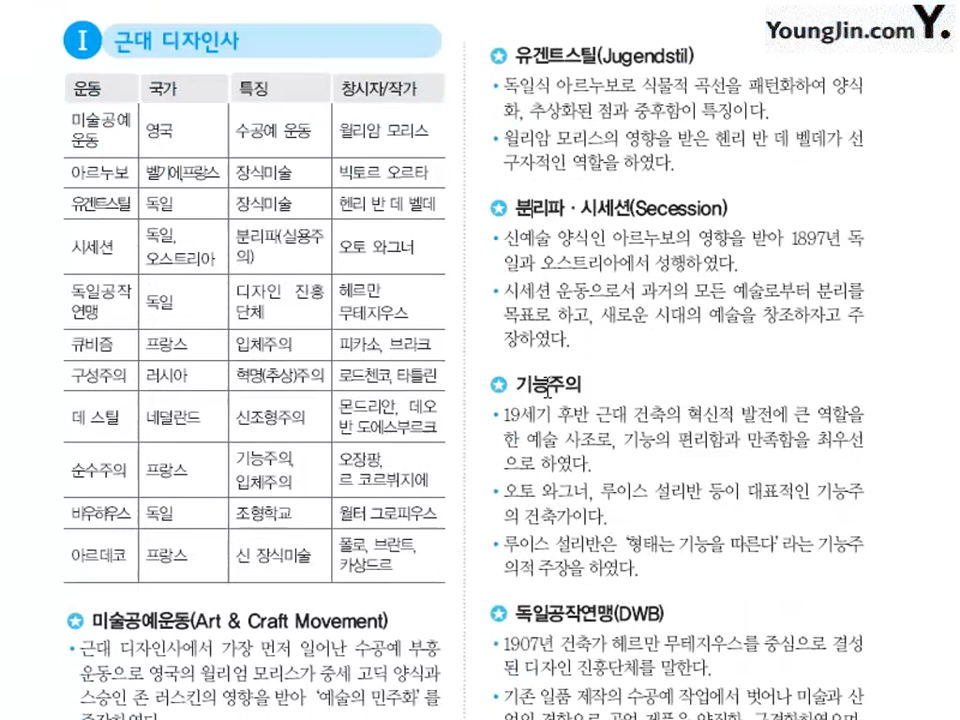 YoungJin.com Y.
I 근대 디자인사
운동 국가 특징 창시자/작가
미술공예
운동 영국 수공예 운동 윌리암 모리스
아르누보 벨기에,프랑스 장식미술 빅토르 오르타
유겐트스틸 독일 장식미술 헨리 반 데 벨데
시세션 독일,
오스트리아 분리파(실용주
의) 오토 와그너
독일공작
연맹 독일 디자인 진흥
단체 헤르만
무테지우스
큐비즘 프랑스 입체주의 피카소, 브라크
구성주의 러시아 혁명(추상)주의 로드첸코, 타틀린
데 스틸 네덜란드 신조형주의 몬드리안, 데오
반 도에스부르크
순수주의 프랑스 기능주의,
입체주의 오장팡,
르 코르뷔지에
바우하우스 독일 조형학교 월터 그로피우스
아르데코 프랑스 신 장식미술 폴로, 브란트,
카상드르
미술공예운동(Art & Craft Movement)
• 근대 디자인사에서 가장 먼저 일어난 수공예 부흥
운동으로 영국의 윌리엄 모리스가 중세 고딕 양식과
스승인 존 러스킨의 영향을 받아 ‘예술의 민주화’를
주장하였다.
유겐트스틸(Jugendstil)
• 독일식 아르누보로 식물적 곡선을 패턴화하여 양식
화, 추상화된 점과 중후함이 특징이다.
• 윌리암 모리스의 영향을 받은 헨리 반 데 벨데가 선
구자적인 역할을 하였다.
분리파 · 시세션(Secession)
• 신예술 양식인 아르누보의 영향을 받아 1897년 독
일과 오스트리아에서 성행하였다.
• 시세션 운동으로서 과거의 모든 예술로부터 분리를
목표로 하고, 새로운 시대의 예술을 창조하자고 주
장하였다.
기능주의
• 19세기 후반 근대 건축의 혁신적 발전에 큰 역할을
한 예술 사조로, 기능의 편리함과 만족함을 최우선
으로 하였다.
• 오토 와그너, 루이스 설리반 등이 대표적인 기능주
의 건축가이다.
• 루이스 설리반은 ‘형태는 기능을 따른다’라는 기능주
의적 주장을 하였다.
독일공작연맹(DWB)
• 1907년 건축가 헤르만 무테지우스를 중심으로 결성
된 디자인 진흥단체를 말한다.
• 기존 일품 제작의 수공예 작업에서 벗어나 미술과 산